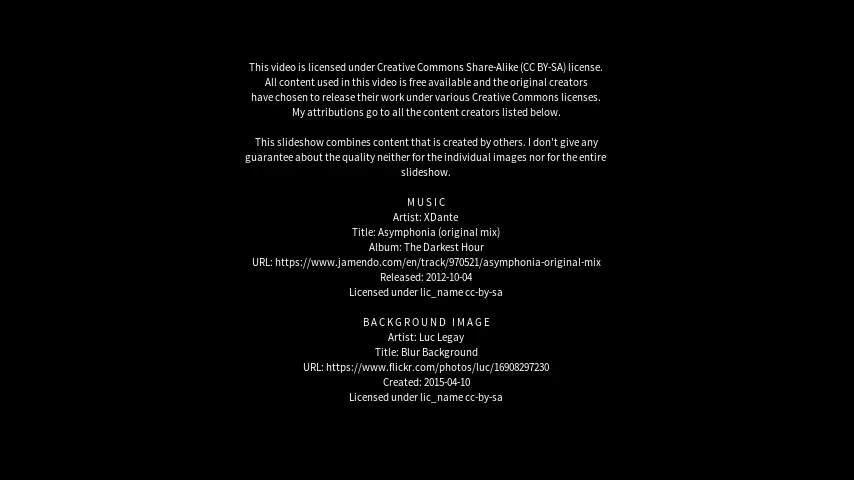 This video is licensed under Creative Commons Share-Alike (CC BY-SA) license.
All content used in this video is free available and the original creators
have chosen to release their work under various Creative Commons licenses.
My attributions go to all the content creators listed below.
This slideshow combines content that is created by others. I don't give any
guarantee about the quality neither for the individual images nor for the entire
slideshow.
MUSIC
Artist: XDante
Title: Asymphonia (original mix)
Album: The Darkest Hour
URL: https://www.jamendo.com/en/track/970521/asymphonia-original-mix
Released: 2012-10-04
Licensed under lic_name cc-by-sa
BACKGROUND IMAGE
Artist: Luc Legay
Title: Blur Background
URL: https://www.flickr.com/photos/luc/16908297230
Created: 2015-04-10
Licensed under lic_name cc-by-sa